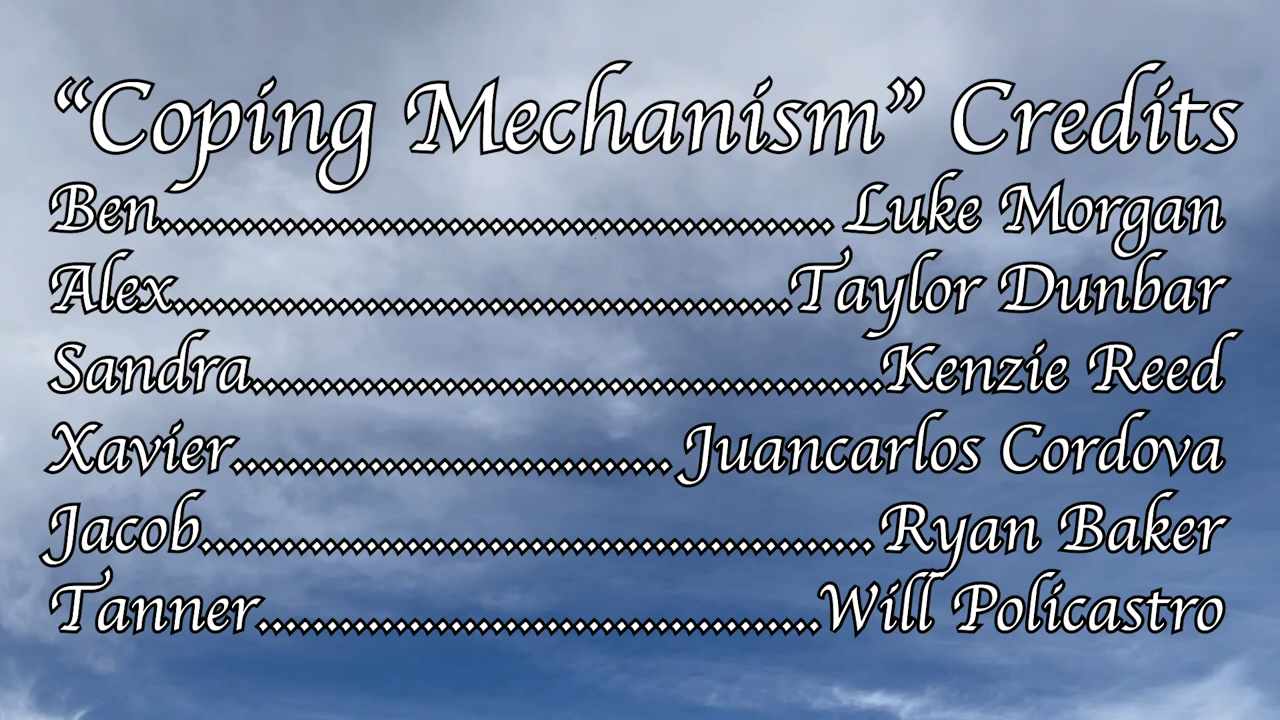 “Coping Mechanism” Credits
Ben.................................................. Luke Morgan
Alex..............................................Taylor Dunbar
Sandra...............................................Kenzie Reed
Xavier................................. Juancarlos Cordova
Jacob.................................................. Ryan Baker
Tanner..........................................Will Policastro